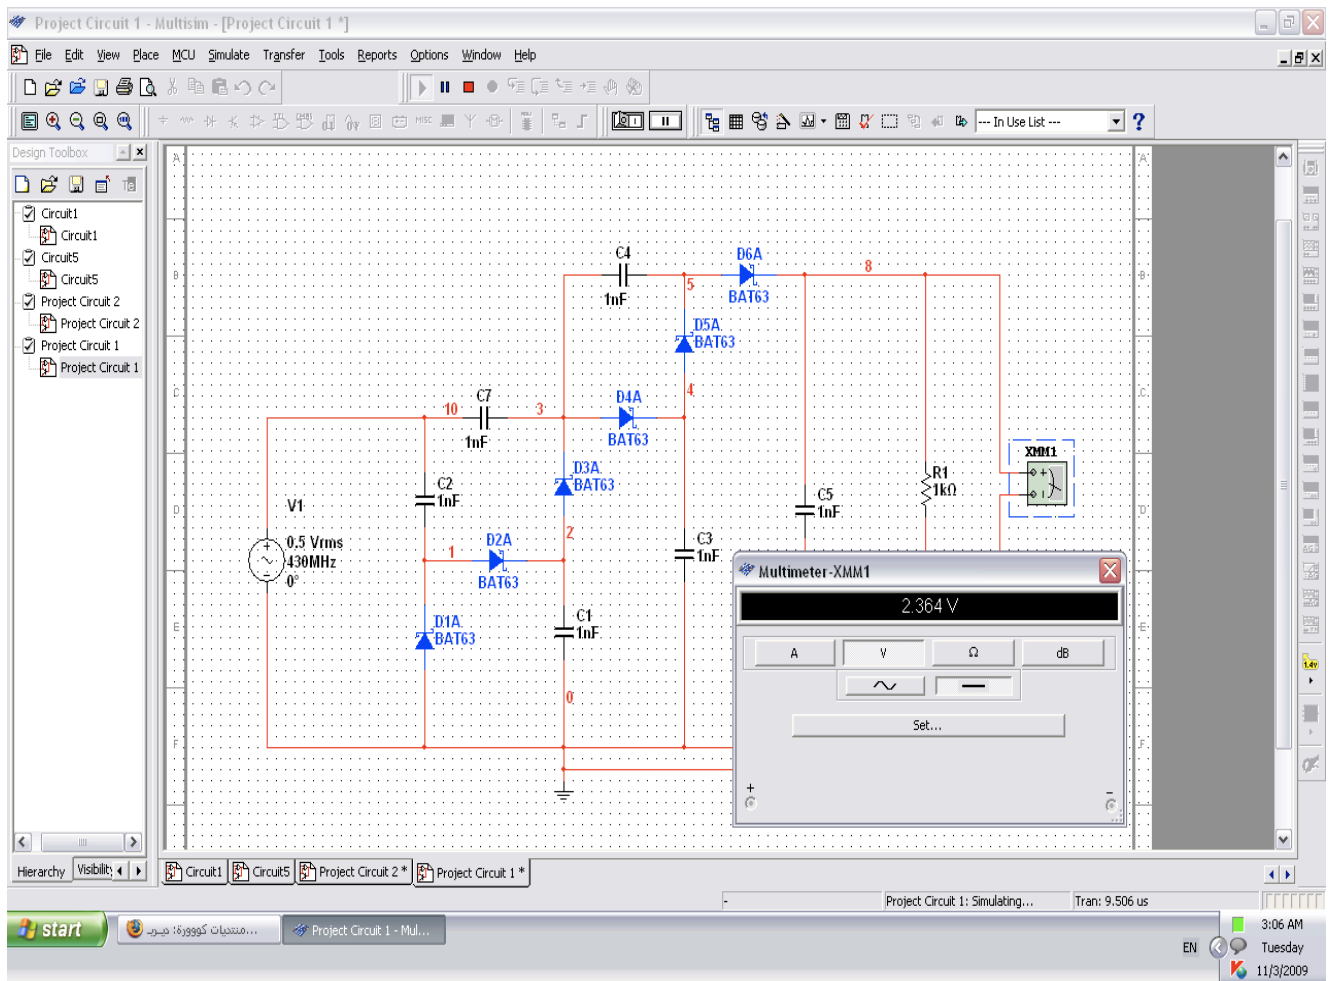 Project Circuit 1 - Multisim - [Project Circuit 1 *]
File Edit View Place MCU Simulate Transfer Tools Reports Options Window Help
MISC
--- In Use List ---
?
Design Toolbox
Circuit1
Circuit1
Circuit5
Circuit5
Project Circuit 2
Project Circuit 2
Project Circuit 1
Project Circuit 1
Hierarchy Visibility
A
A
B
B
C
C
D
D
E
E
F
F
C4
1nF
5
D6A
BAT63
8
D5A
BAT63
4
C7
10
3
1nF
D4A
BAT63
D3A
BAT63
C2
1nF
V1
0.5 Vrms
430MHz
0°
1
D2A
BAT63
2
D1A
BAT63
C1
1nF
0
C3
1nF
C5
1nF
R1
1kΩ
XMM1
Multimeter-XMM1
2.364 V
A V Ω dB
Set...
+
-
1.4v
Circuit1 Circuit5 Project Circuit 2 * Project Circuit 1 *
- Project Circuit 1: Simulating... Tran: 9.506 us
start
منتديات كووورة: ديربـ...
Project Circuit 1 - Mul...
EN
3:06 AM
Tuesday
11/3/2009